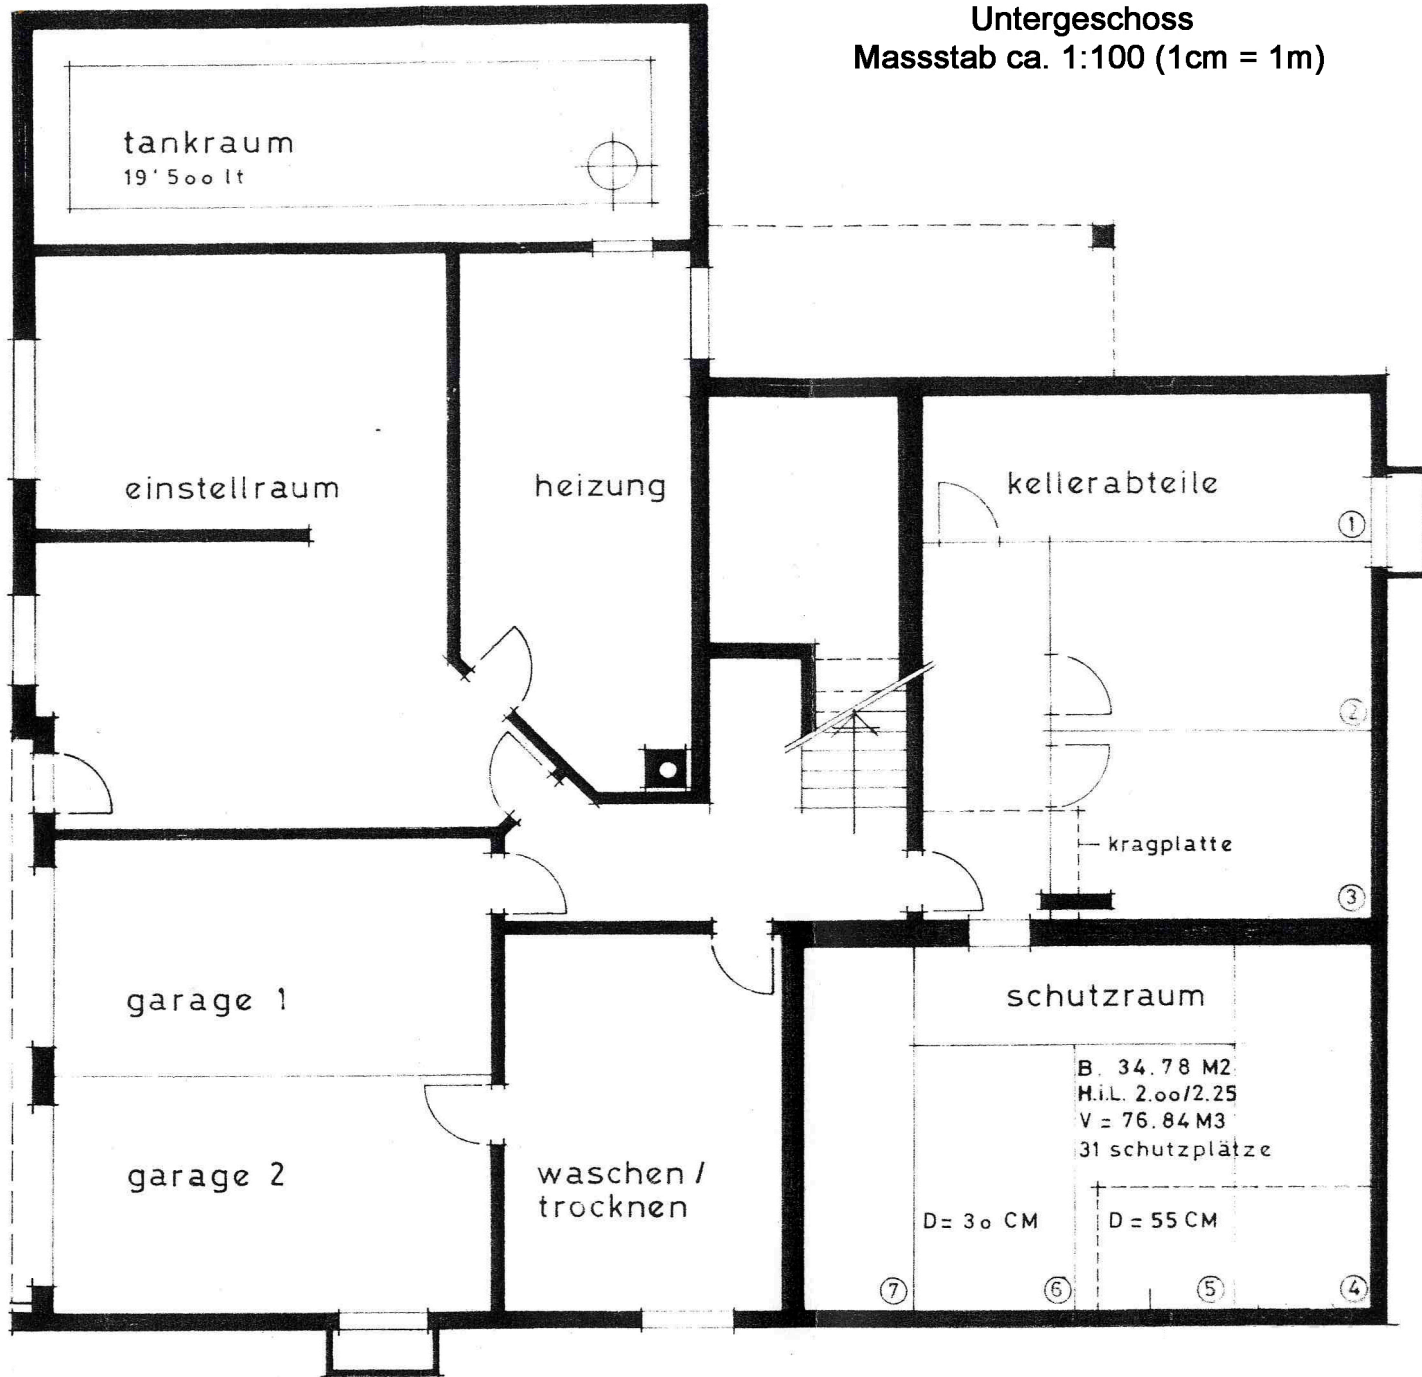 Untergeschoss
Massstab ca. 1:100 (1cm = 1m)
tankraum
19' 5oo lt
einstellraum
heizung
kellerabteile
1
2
kragplatte
3
garage 1
schutzraum
B. 34.78 M2
H.i.L. 2.oo/2.25
V = 76.84 M3
31 schutzplätze
garage 2
waschen /
trocknen
D = 3o CM
D = 55 CM
7
6
5
4